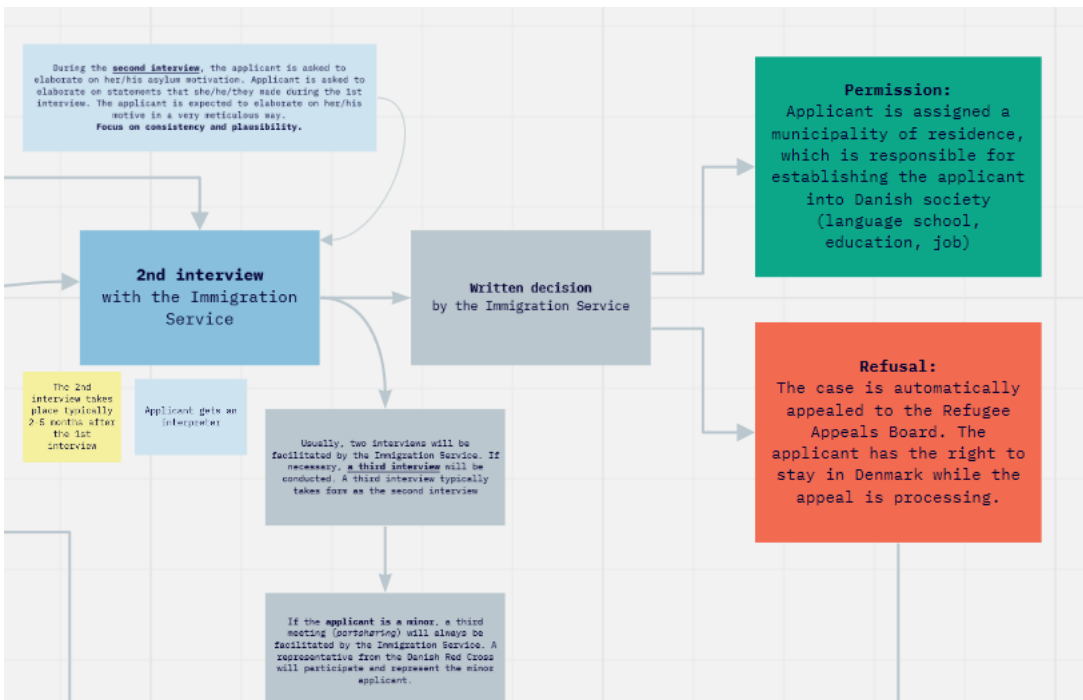 During the second interview, the applicant is asked to
elaborate on her/his asylum motivation. Applicant is asked to
elaborate on statements that she/he/they made during the 1st
interview. The applicant is expected to elaborate on her/his
motive in a very meticulous way.
Focus on consistency and plausibility.
2nd interview
with the Immigration
Service
The 2nd
interview takes
place typically
2-5 months after
the 1st
interview
Applicant gets an
interpreter
Written decision
by the Immigration Service
Usually, two interviews will be
facilitated by the Immigration Service. If
necessary, a third interview will be
conducted. A third interview typically
takes form as the second interview
If the applicant is a minor, a third
meeting (partshøring) will always be
facilitated by the Immigration Service. A
representative from the Danish Red Cross
will participate and represent the minor
applicant.
Permission:
Applicant is assigned a
municipality of residence,
which is responsible for
establishing the applicant
into Danish society
(language school,
education, job)
Refusal:
The case is automatically
appealed to the Refugee
Appeals Board. The
applicant has the right to
stay in Denmark while the
appeal is processing.